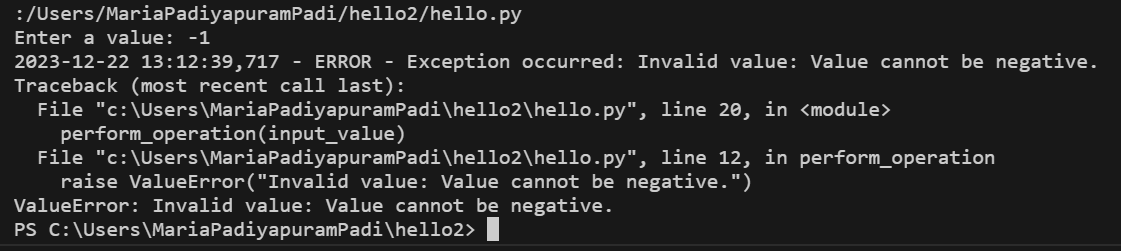 :/Users/MariaPadiyapuramPadi/hello2/hello.py
Enter a value: -1
2023-12-22 13:12:39,717 - ERROR - Exception occurred: Invalid value: Value cannot be negative.
Traceback (most recent call last):
  File "c:\Users\MariaPadiyapuramPadi\hello2\hello.py", line 20, in <module>
    perform_operation(input_value)
  File "c:\Users\MariaPadiyapuramPadi\hello2\hello.py", line 12, in perform_operation
    raise ValueError("Invalid value: Value cannot be negative.")
ValueError: Invalid value: Value cannot be negative.
PS C:\Users\MariaPadiyapuramPadi\hello2>